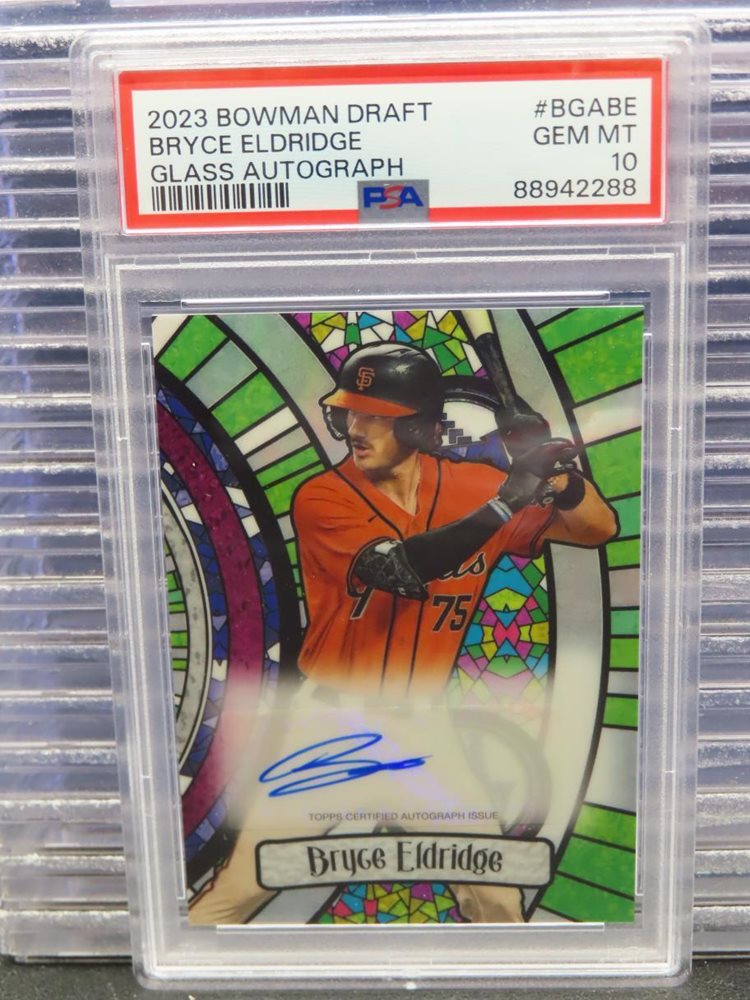 2023 BOWMAN DRAFT #BGABE
BRYCE ELDRIDGE GEM MT
GLASS AUTOGRAPH 10
PSA 88942288
SF
Giants
75
TOPPS CERTIFIED AUTOGRAPH ISSUE
Bryce Eldridge